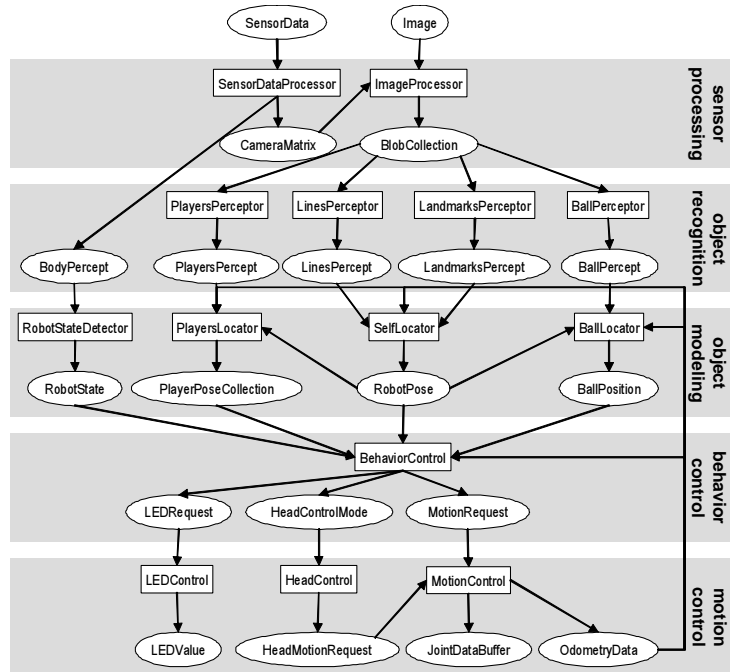 SensorData
Image
SensorDataProcessor
ImageProcessor
CameraMatrix
BlobCollection
sensor
processing
PlayersPerceptor
LinesPerceptor
LandmarksPerceptor
BallPerceptor
BodyPercept
PlayersPercept
LinesPercept
LandmarksPercept
BallPercept
object
recognition
RobotStateDetector
PlayersLocator
SelfLocator
BallLocator
RobotState
PlayerPoseCollection
RobotPose
BallPosition
object
modeling
BehaviorControl
LEDRequest
HeadControlMode
MotionRequest
behavior
control
LEDControl
HeadControl
MotionControl
LEDValue
HeadMotionRequest
JointDataBuffer
OdometryData
motion
control